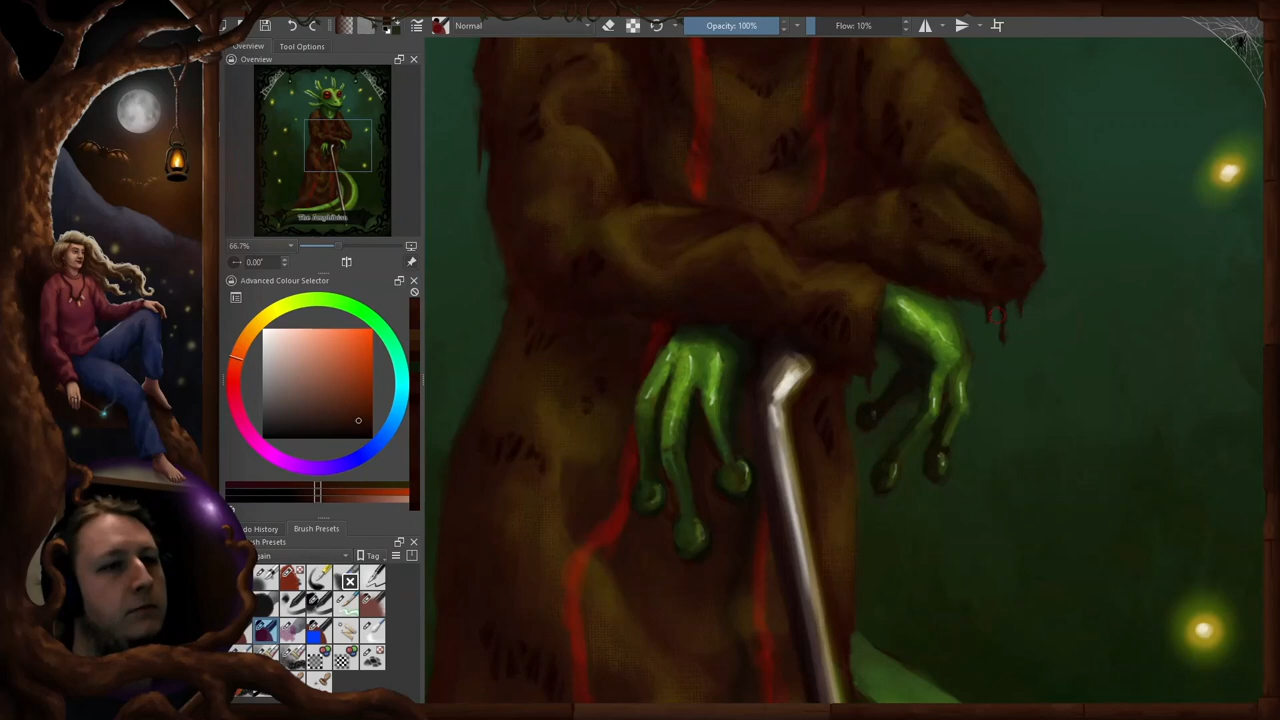 Normal
Opacity: 100%
Flow: 10%
Overview
Tool Options
Overview
The Amphibian
66.7%
0.00°
Advanced Colour Selector
do History
Brush Presets
sh Presets
gain
Tag